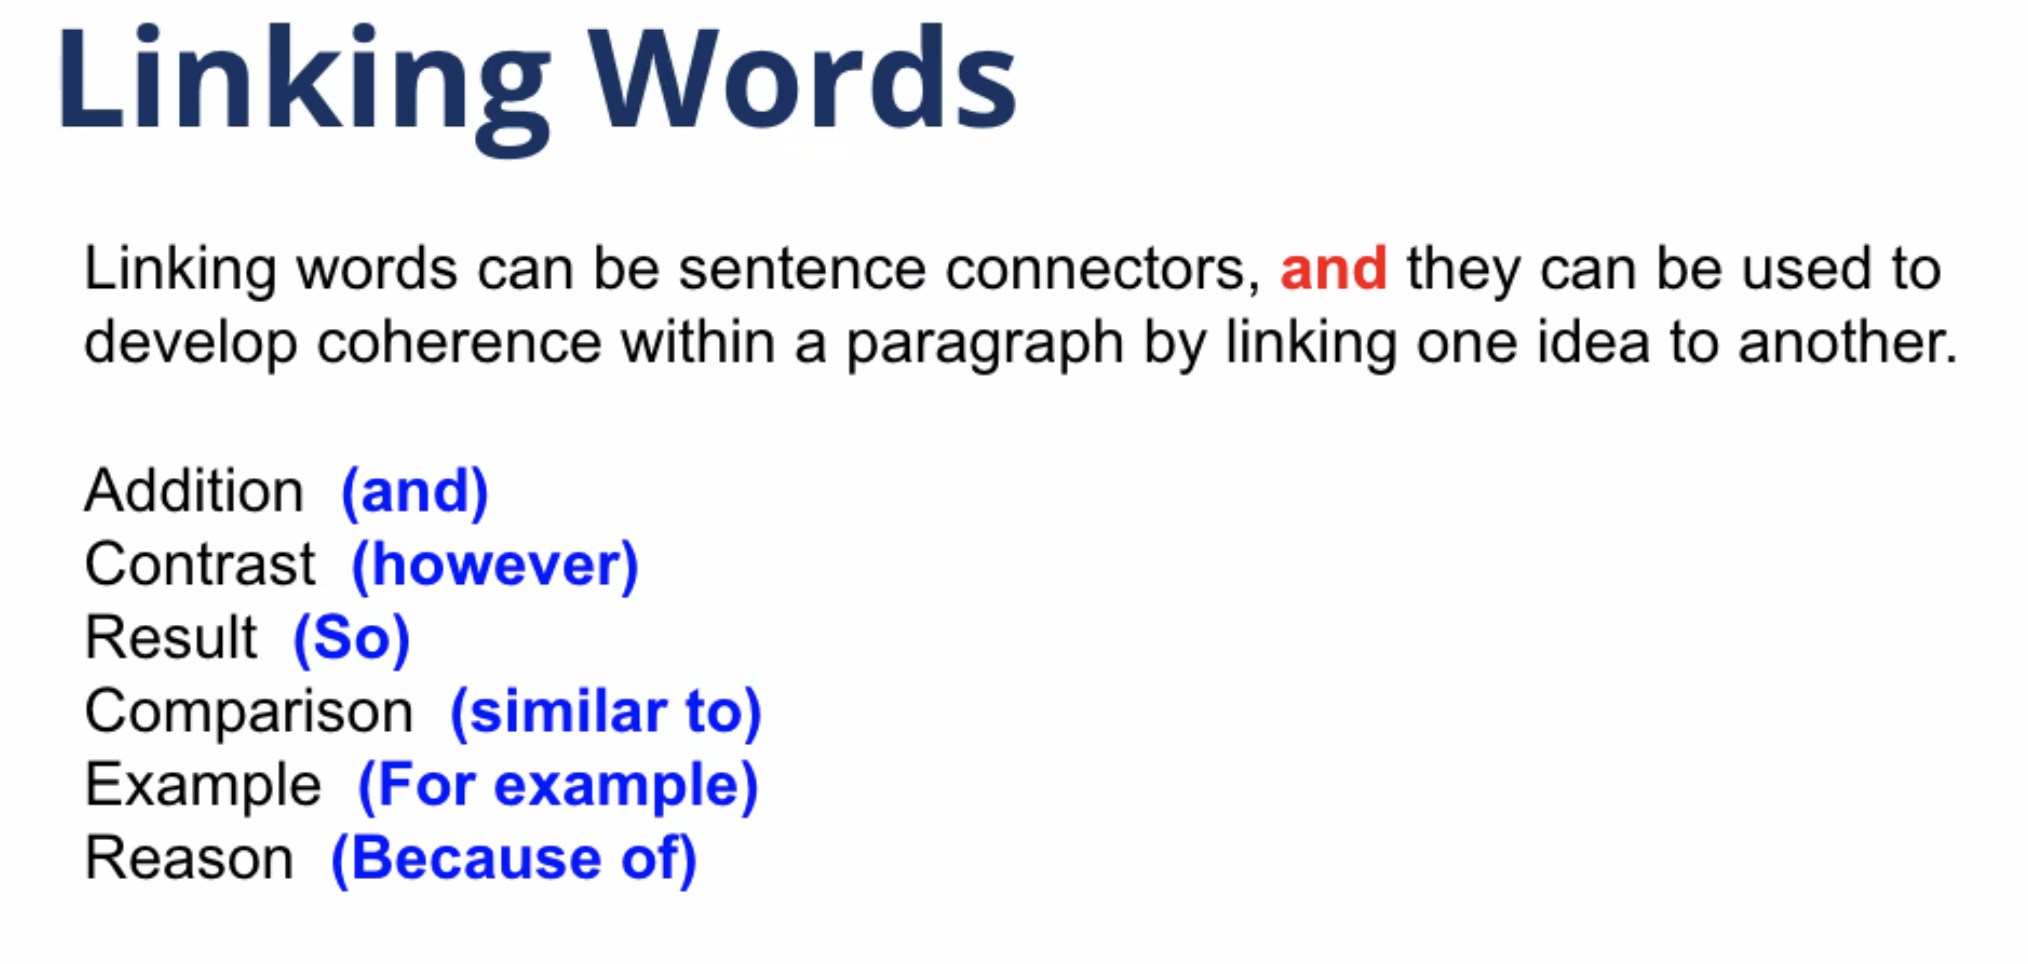 Linking Words
Linking words can be sentence connectors, and they can be used to
develop coherence within a paragraph by linking one idea to another.
Addition (and)
Contrast (however)
Result (So)
Comparison (similar to)
Example (For example)
Reason (Because of)